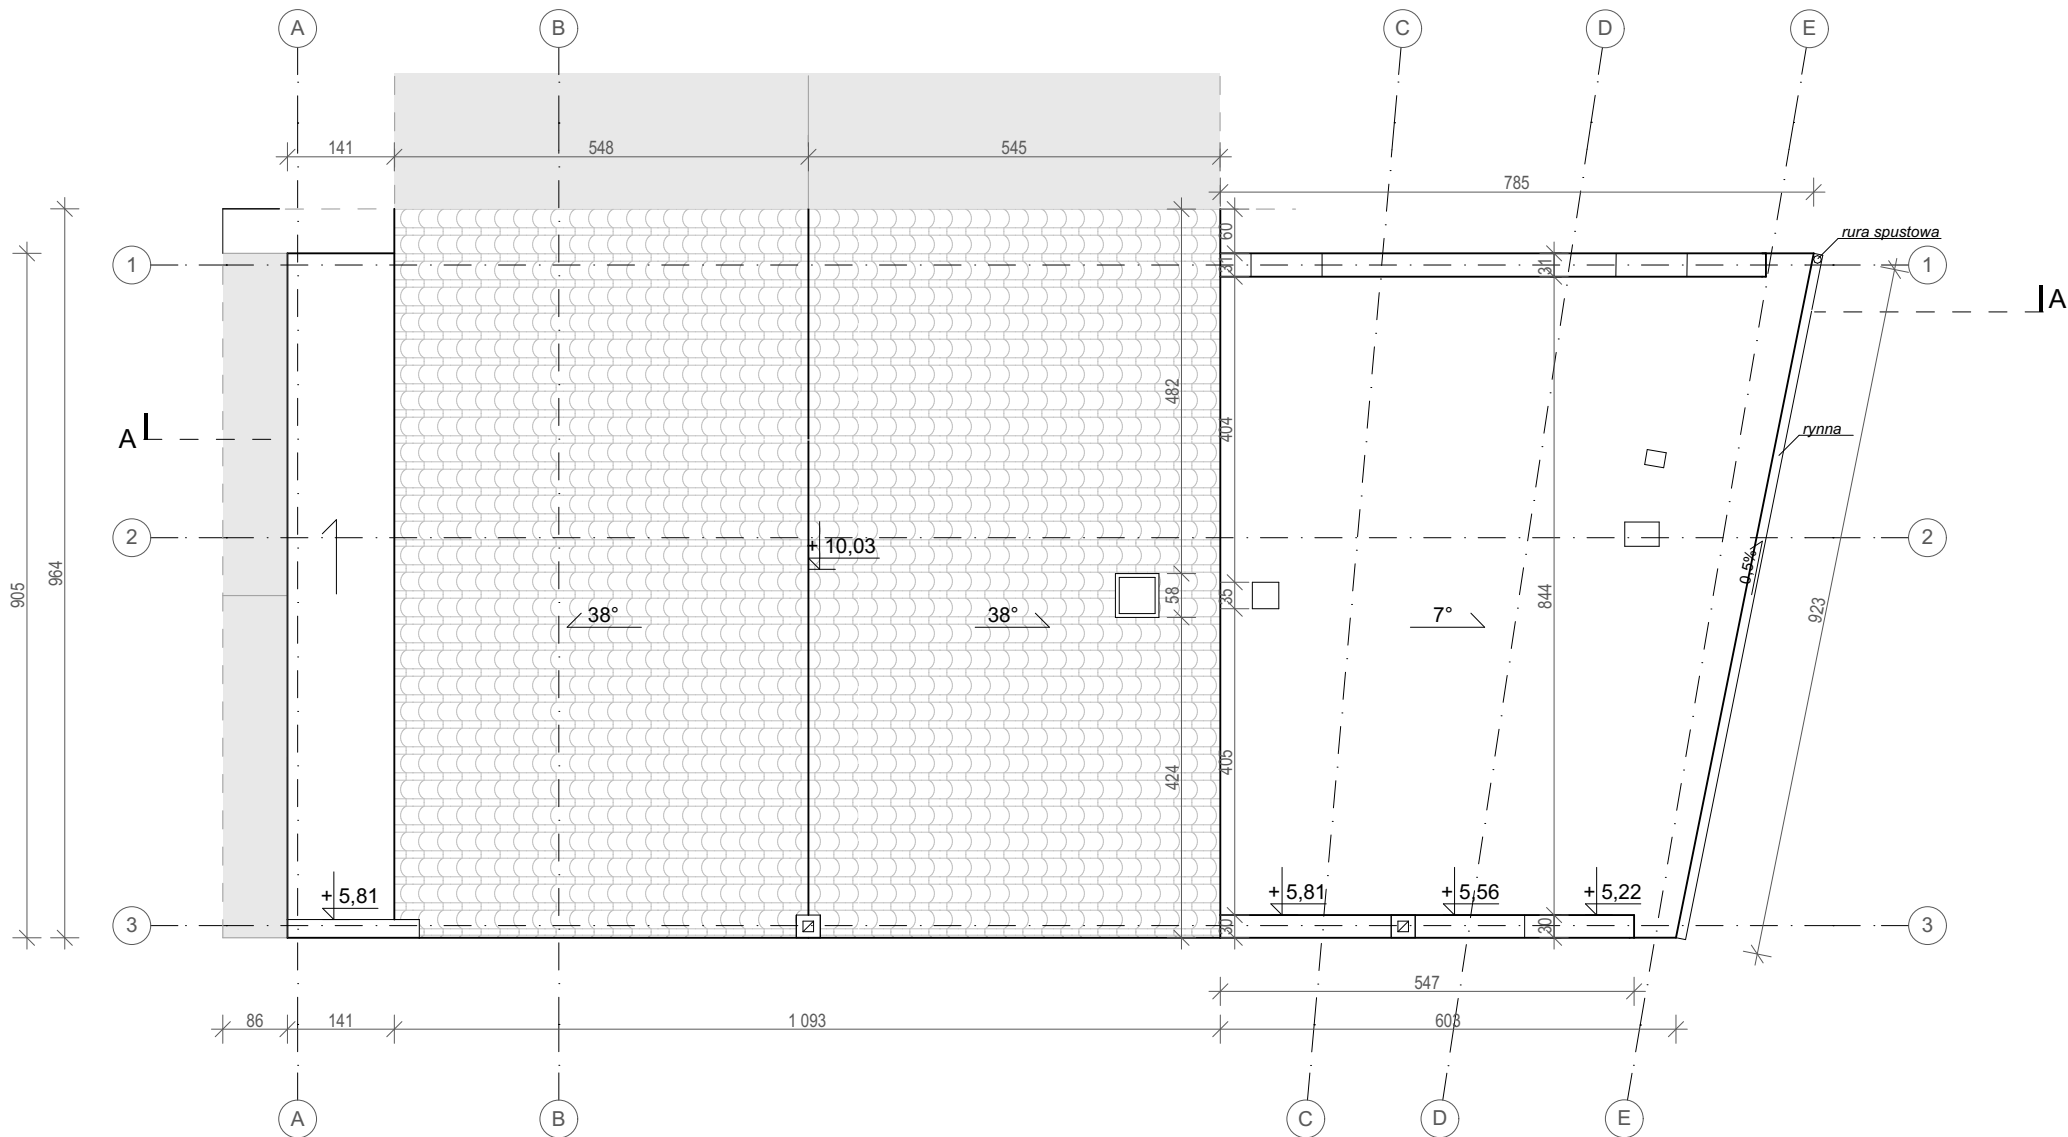 A B C D E
141 548 545
785
60
rura spustowa
1 31 31 1
A
482 404
A
rynna
905 964
2 2
+ 10,03
0,5%
58 35 844
38° 38° 7°
923
405
424
+ 5,81 + 5,81 + 5,56 + 5,22
3 30 30 3
547
86 141 1 093 603
A B C D E